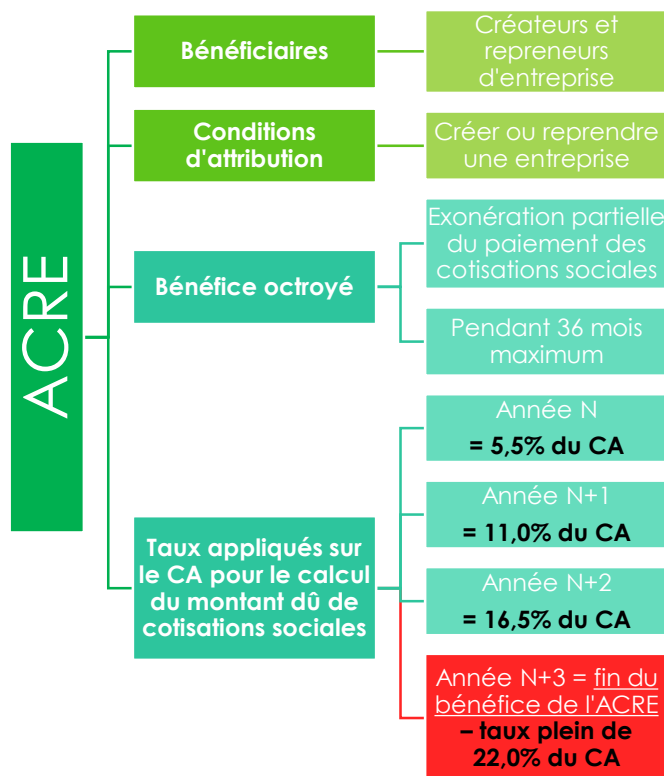 ACRE
Bénéficiaires
Créateurs et
repreneurs
d'entreprise
Conditions
d'attribution
Créer ou reprendre
une entreprise
Bénéfice octroyé
Exonération partielle
du paiement des
cotisations sociales
Pendant 36 mois
maximum
Taux appliqués sur
le CA pour le calcul
du montant dû de
cotisations sociales
Année N
= 5,5% du CA
Année N+1
= 11,0% du CA
Année N+2
= 16,5% du CA
Année N+3 = fin du
bénéfice de l'ACRE
– taux plein de
22,0% du CA